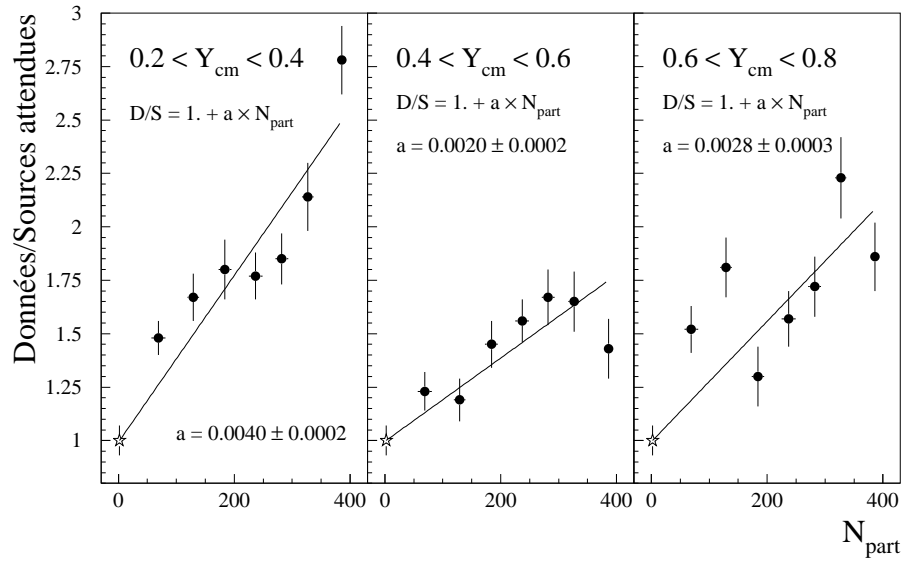 Données/Sources attendues
3
2.75
2.5
2.25
2
1.75
1.5
1.25
1
0.2 < Y_cm < 0.4
D/S = 1. + a × N_part
a = 0.0040 ± 0.0002
0 200 400
0.4 < Y_cm < 0.6
D/S = 1. + a × N_part
a = 0.0020 ± 0.0002
0 200 400
0.6 < Y_cm < 0.8
D/S = 1. + a × N_part
a = 0.0028 ± 0.0003
0 200 400
N_part